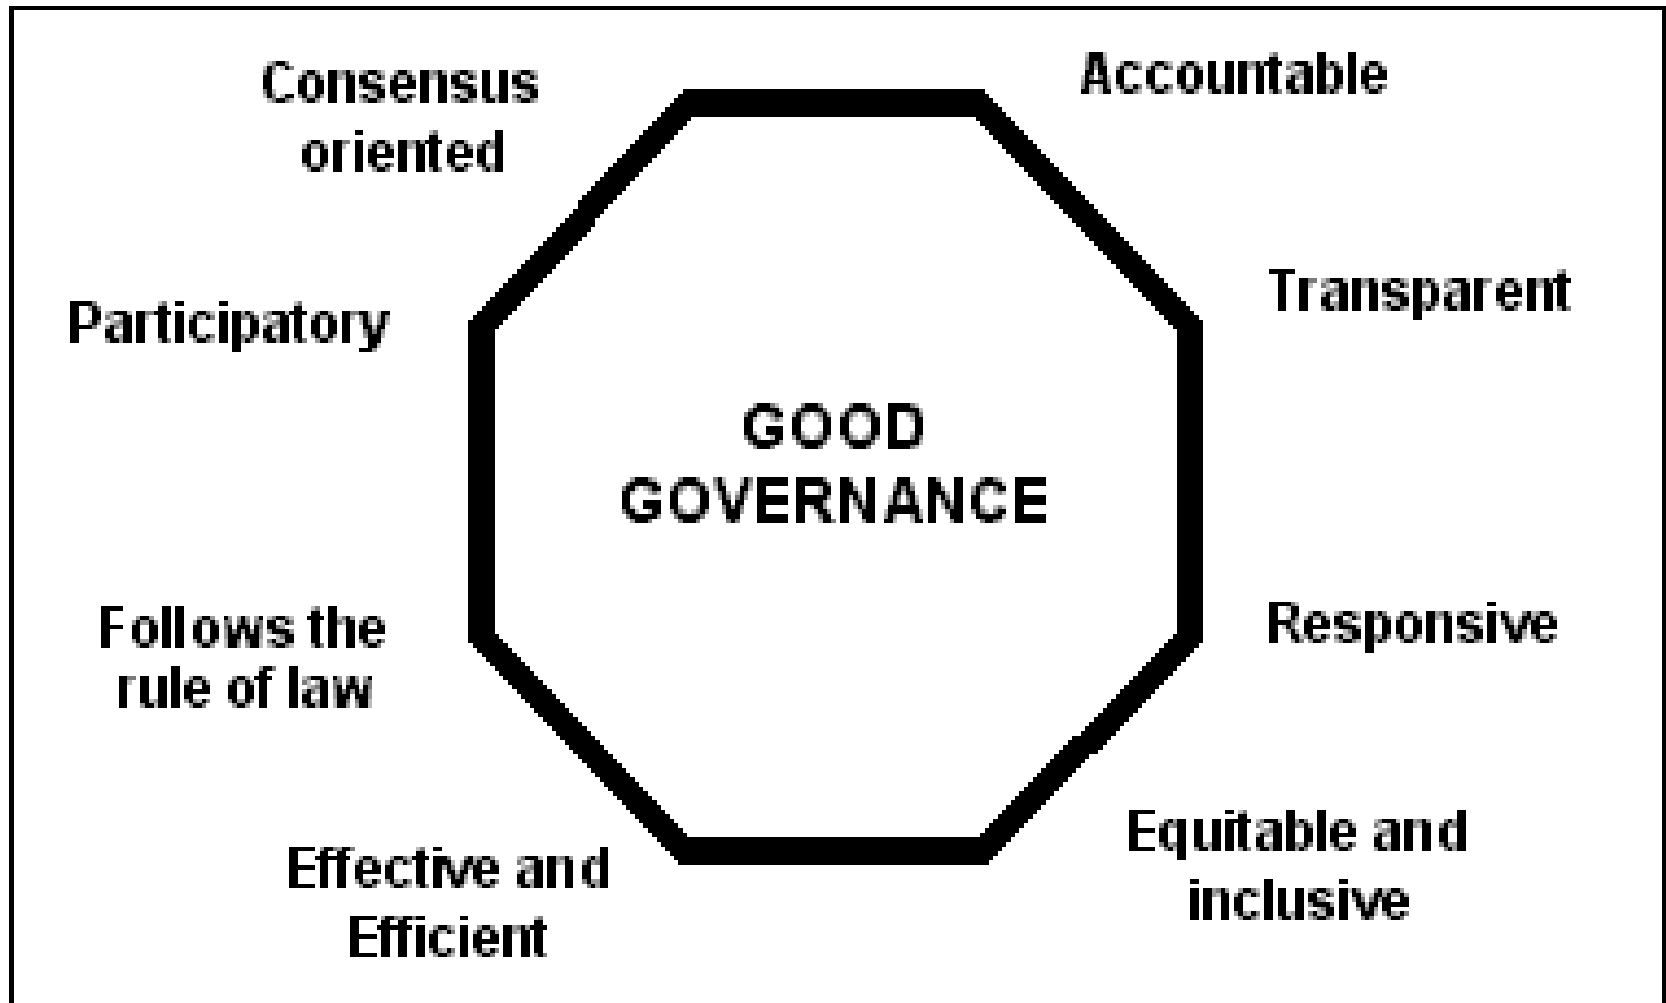 Consensus
oriented
Accountable
Participatory
Transparent
GOOD
GOVERNANCE
Follows the
rule of law
Responsive
Effective and
Efficient
Equitable and
inclusive